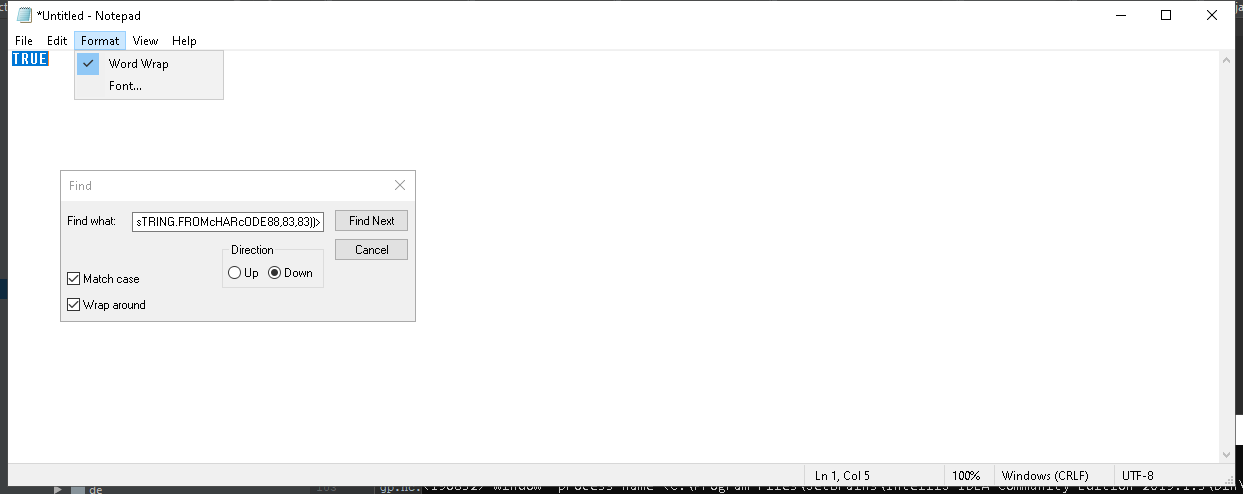 *Untitled - Notepad
File Edit Format View Help
TRUE
Word Wrap
Font...
Find
Find what: sTRING.FROMcHARcODE88,83,83))> Find Next
Direction Cancel
Up Down
Match case
Wrap around
Ln 1, Col 5 100% Windows (CRLF) UTF-8
de